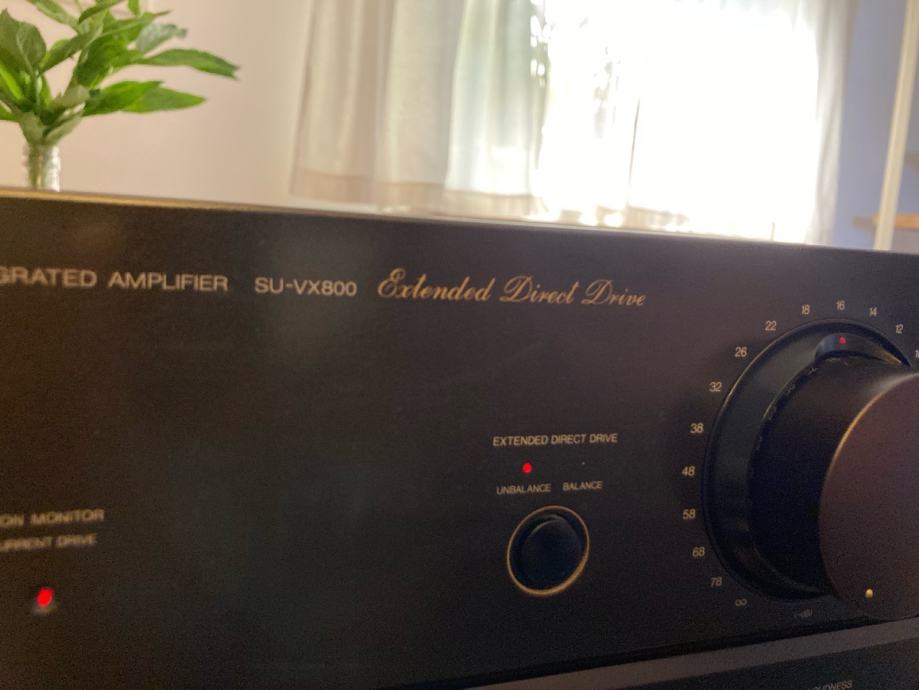 GRATED AMPLIFIER SU-VX800 Extended Direct Drive
16
18
14
22
12
26
32
38
48
58
68
78
∞
EXTENDED DIRECT DRIVE
UNBALANCE BALANCE
ON MONITOR
CURRENT DRIVE